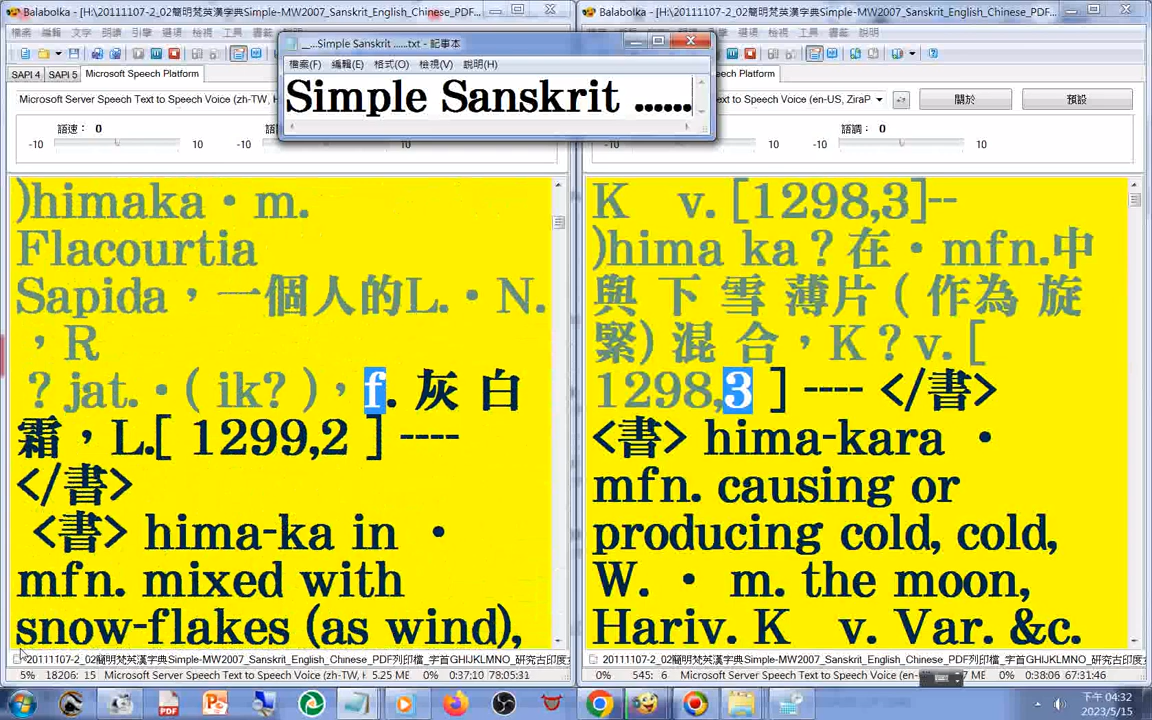 Balabolka - [H:\20111107-2_02簡明梵英漢字典Simple-MW2007_Sanskrit_English_Chinese_PDF...
Balabolka - [H:\20111107-2_02簡明梵英漢字典Simple-MW2007_Sanskrit_English_Chinese_PDF...
SAPI 4 SAPI 5 Microsoft Speech Platform
Microsoft Server Speech Text to Speech Voice (zh-TW, H
語速： 0
-10 10 -10
__...Simple Sanskrit ......txt - 記事本
檔案(F) 編輯(E) 格式(O) 檢視(V) 說明(H)
Simple Sanskrit ......
10
h Platform
xt to Speech Voice (en-US, ZiraP
關於 預設
語調： 0
10 -10 10
)himaka・m.
Flacourtia
Sapida，一個人的L.・N.
，R
？jat.・( ik? )，f. 灰 白
霜，L.[ 1299,2 ] ----
</書>
<書> hima-ka in ・
mfn. mixed with
snow-flakes (as wind),
K v. [1298,3]--
)hima ka？在・mfn.中
與 下 雪 薄片 ( 作為 旋
緊) 混 合，K？v. [
1298,3 ] ---- </書>
<書> hima-kara ・
mfn. causing or
producing cold, cold,
W. ・ m. the moon,
Hariv. K v. Var. &c.
20111107-2_02簡明梵英漢字典Simple-MW2007_Sanskrit_English_Chinese_PDF列印檔_字首GHIJKLMNO_研究古印度
20111107-2_02簡明梵英漢字典Simple-MW2007_Sanskrit_English_Chinese_PDF列印檔_字首GHIJKLMNO_研究古印度
5% 18206: 15 Microsoft Server Speech Text to Speech Voice (zh-TW, 5.25 MB 0% 0:37:10 78:05:31
0% 545: 6 Microsoft Server Speech Text to Speech Voice ME 0% 0:38:06 67:31:46
下午 04:32
2023/5/15